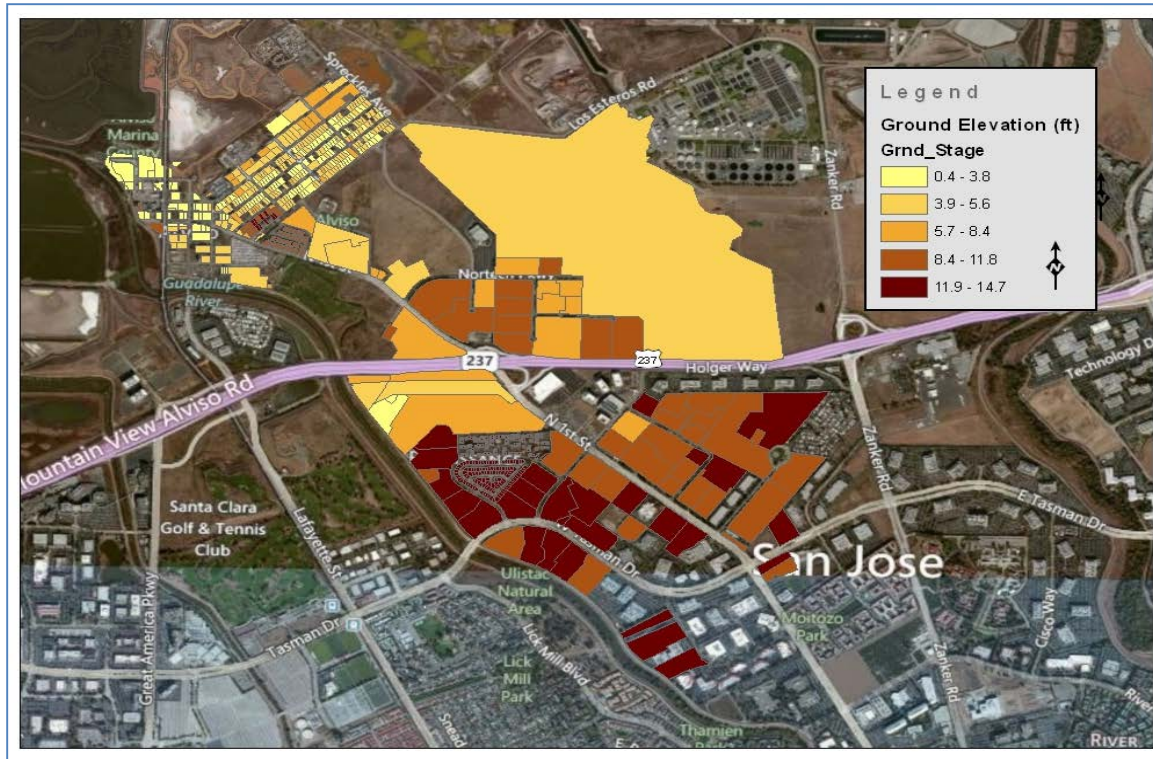 Spreckles Ave
Los Esteros Rd
Alviso
Marina
County
Zanker Rd
Legend
Ground Elevation (ft)
Grnd_Stage
0.4 - 3.8
3.9 - 5.6
5.7 - 8.4
8.4 - 11.8
11.9 - 14.7
Alviso
Guadalupe
River
237
237
Holger Way
Technology D
Mountain View Alviso Rd
N 1st St
Zanker Rd
Santa Clara
Golf & Tennis
Club
Lafayette St
E Tasman Dr
W Tasman Dr
San Jose
Great America Pkwy
Ulistac
Natural
Area
Moitozo
Park
Cisco Way
Tasman Dr
Lick Mill Blvd
Lick
Mill
Park
Zanker Rd
River
Snead
Thamien
RIVER